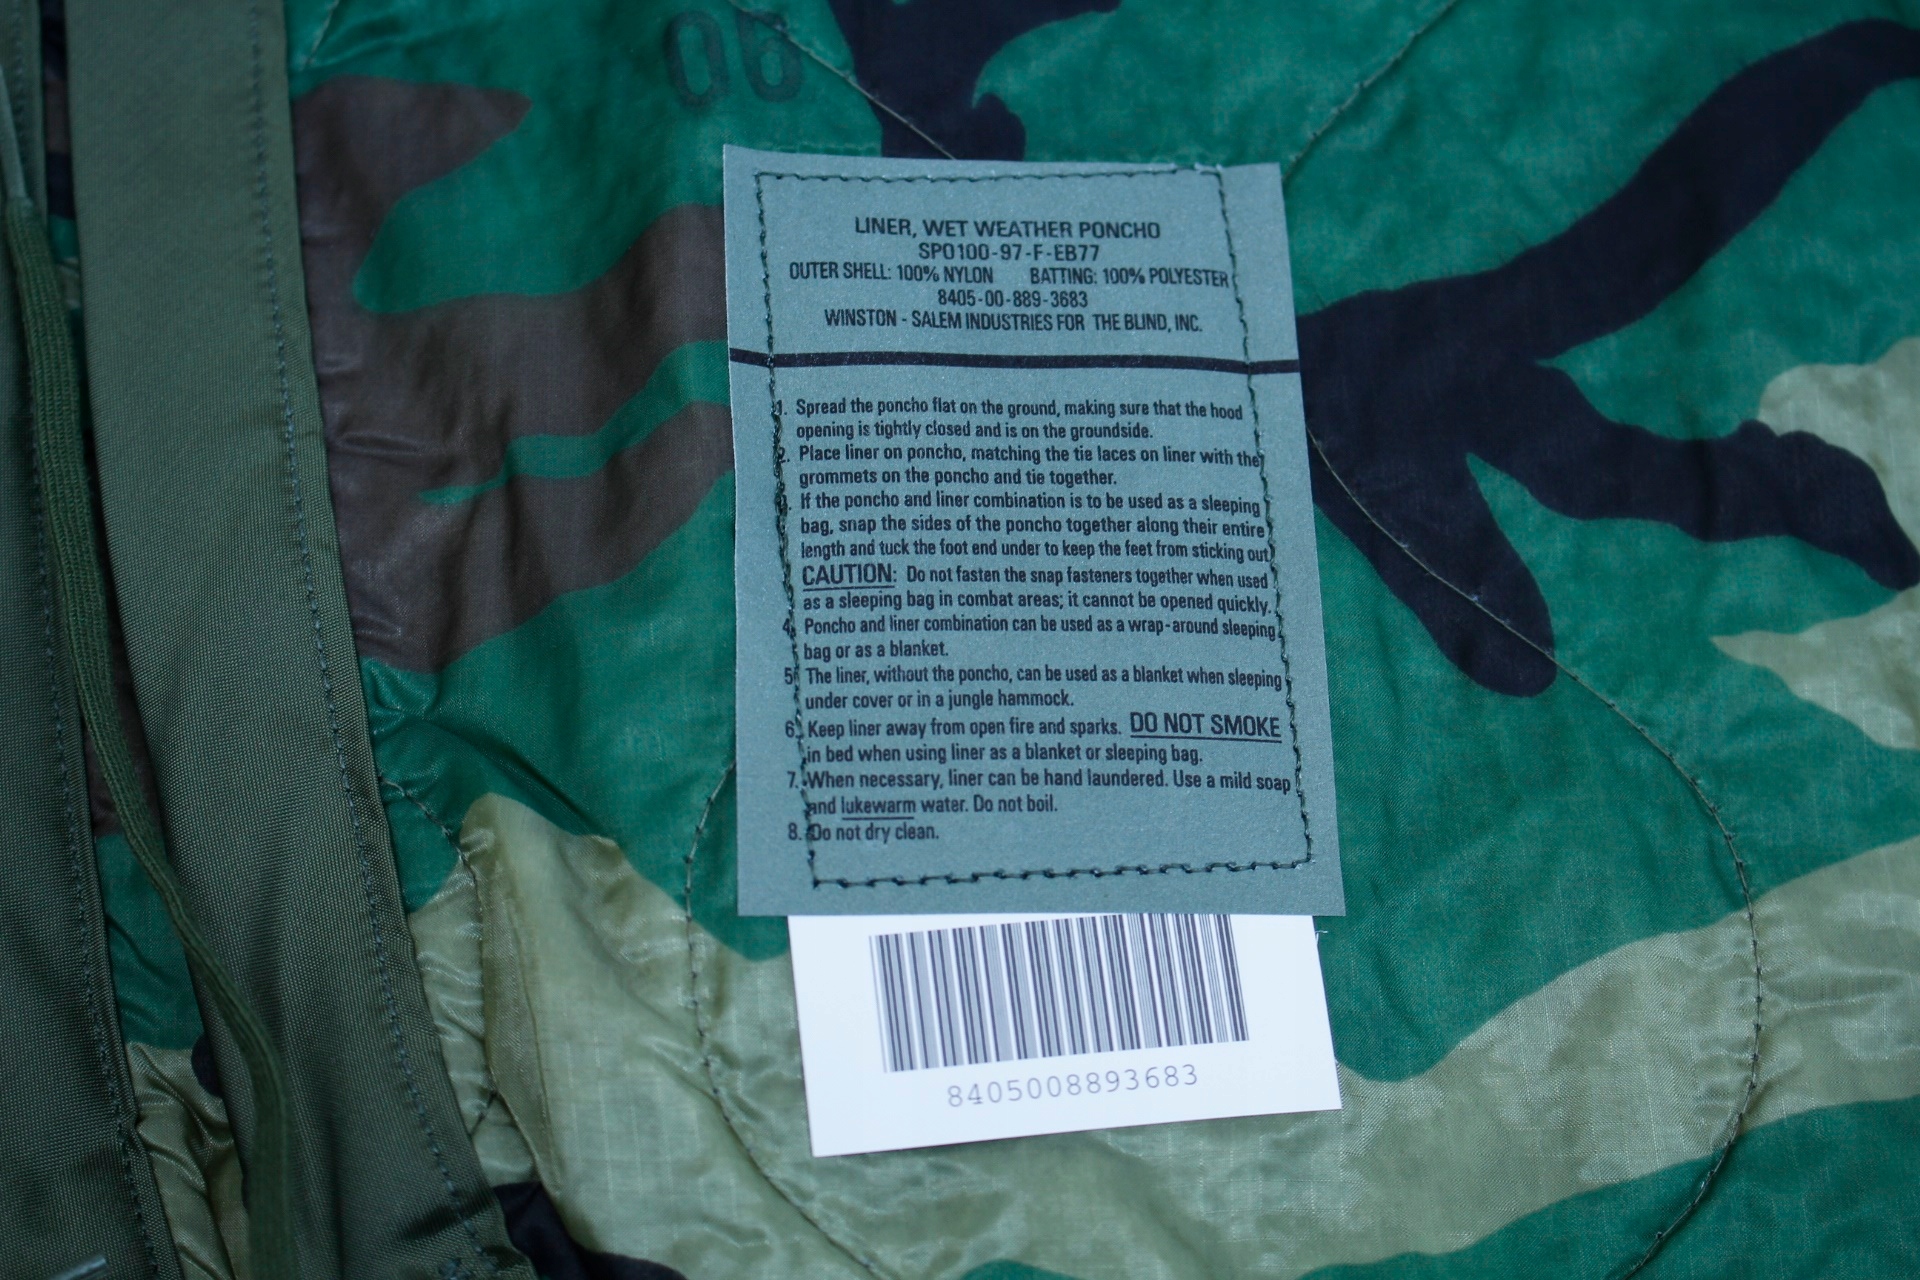 06
LINER, WET WEATHER PONCHO
SPO100-97-F-EB77
OUTER SHELL: 100% NYLON BATTING: 100% POLYESTER
8405-00-889-3683
WINSTON - SALEM INDUSTRIES FOR THE BLIND, INC.
1. Spread the poncho flat on the ground, making sure that the hood
opening is tightly closed and is on the groundside.
2. Place liner on poncho, matching the tie laces on liner with the
grommets on the poncho and tie together.
3. If the poncho and liner combination is to be used as a sleeping
bag, snap the sides of the poncho together along their entire
length and tuck the foot end under to keep the feet from sticking out
CAUTION: Do not fasten the snap fasteners together when used
as a sleeping bag in combat areas; it cannot be opened quickly.
4. Poncho and liner combination can be used as a wrap-around sleeping
bag or as a blanket.
5. The liner, without the poncho, can be used as a blanket when sleeping
under cover or in a jungle hammock.
6. Keep liner away from open fire and sparks. DO NOT SMOKE
in bed when using liner as a blanket or sleeping bag.
7. When necessary, liner can be hand laundered. Use a mild soap
and lukewarm water. Do not boil.
8. Do not dry clean.
8405008893683